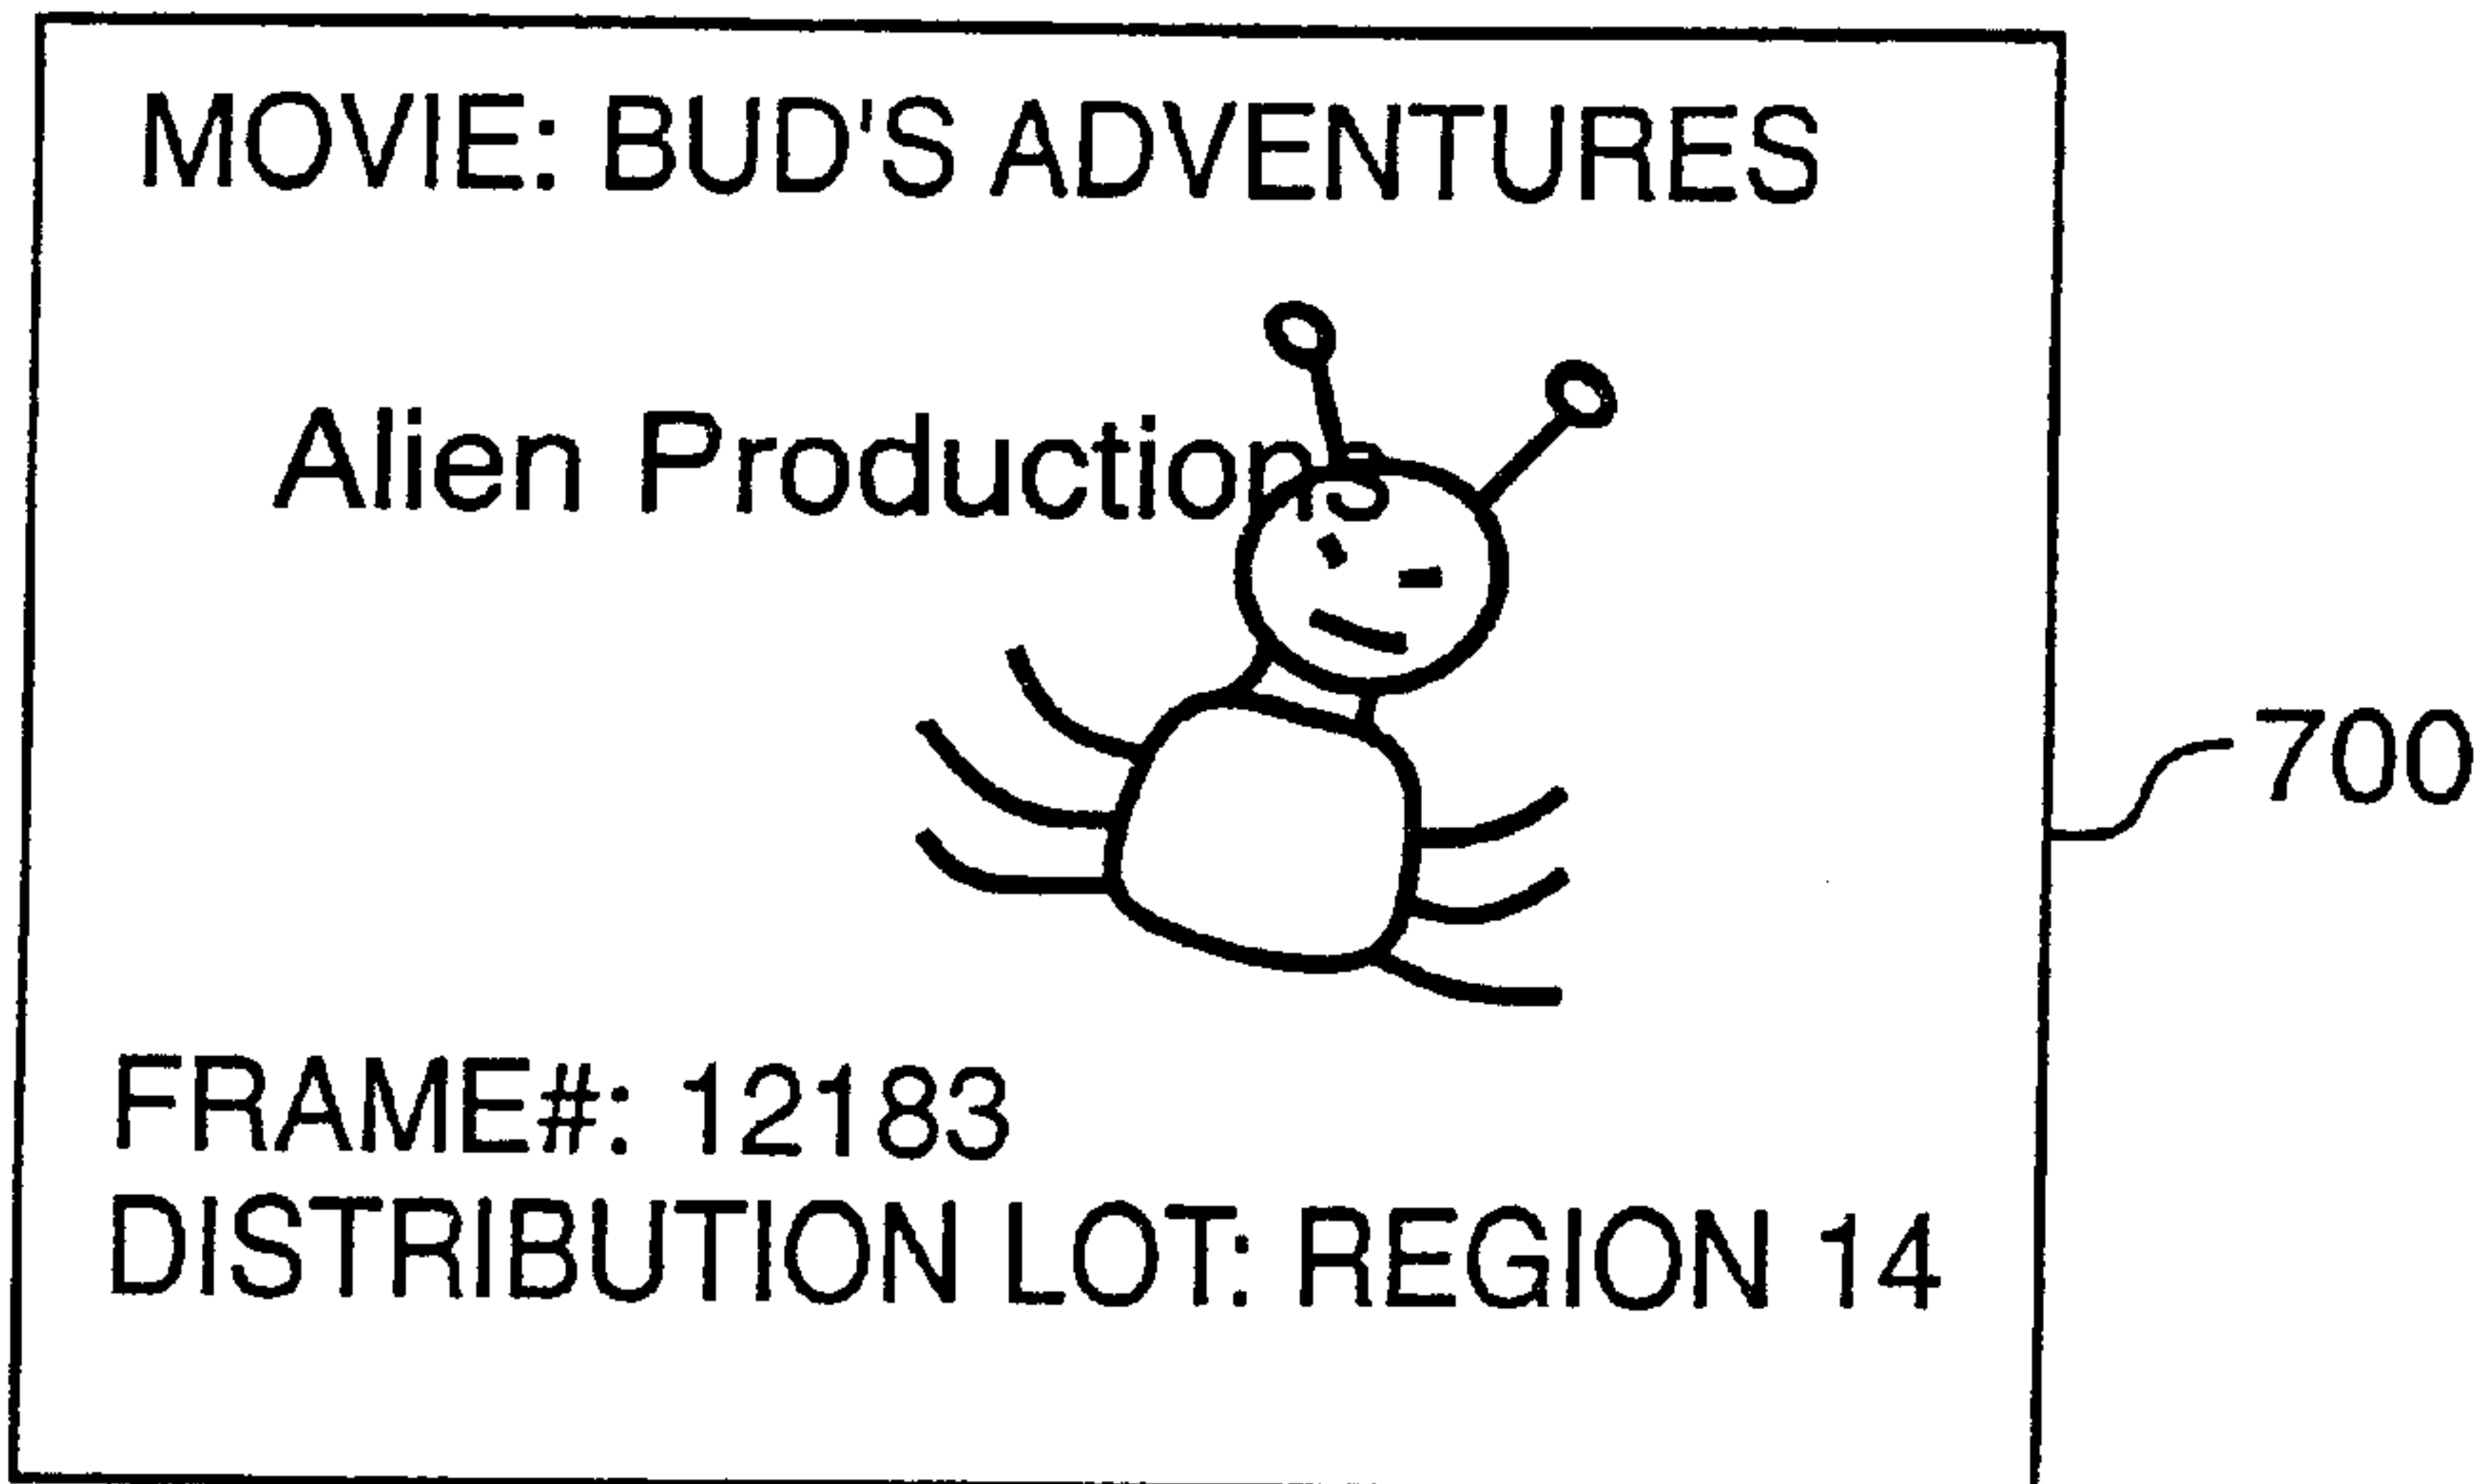 MOVIE: BUD'S ADVENTURES
Alien Productions
700
FRAME#: 12183
DISTRIBUTION LOT: REGION 14